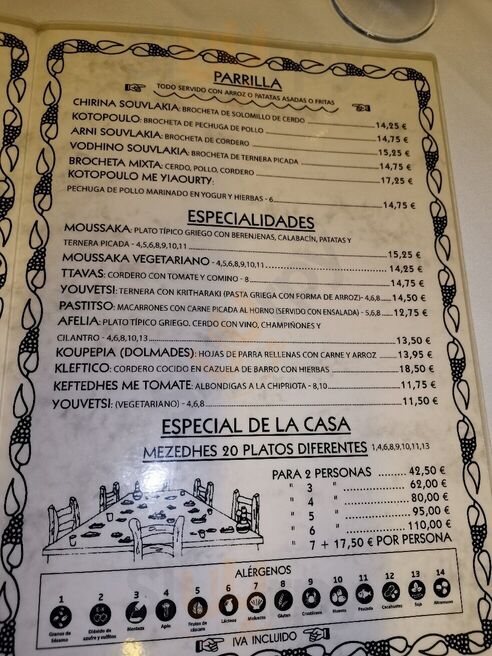 PARRILLA
TODO SERVIDO CON ARROZ O PATATAS ASADAS O FRITAS
CHIRINA SOUVLAKIA: BROCHETA DE SOLOMILLO DE CERDO 14,25 €
KOTOPOULO: BROCHETA DE PECHUGA DE POLLO 14,75 €
ARNI SOUVLAKIA: BROCHETA DE CORDERO 15,25 €
VODHINO SOUVLAKIA: BROCHETA DE TERNERA PICADA 14,75 €
BROCHETA MIXTA: CERDO, POLLO, CORDERO 17,25 €
KOTOPOULO ME YIAOURTY:
PECHUGA DE POLLO MARINADO EN YOGUR Y HIERBAS - 6 14,75 €
ESPECIALIDADES
MOUSSAKA: PLATO TÍPICO GRIEGO CON BERENJENAS, CALABACÍN, PATATAS Y
TERNERA PICADA - 4,5,6,8,9,10,11 15,25 €
MOUSSAKA VEGETARIANO - 4,5,6,8,9,10,11 14,25 €
TTAVAS: CORDERO CON TOMATE Y COMINO - 8 14,75 €
YOUVETSI: TERNERA CON KRITHARAKI (PASTA GRIEGA CON FORMA DE ARROZ)- 4,6,8 14,50 €
PASTITSO: MACARRONES CON CARNE PICADA AL HORNO (SERVIDO CON ENSALADA) - 5,6,8 12,75 €
AFELIA: PLATO TÍPICO GRIEGO, CERDO CON VINO, CHAMPIÑONES Y
CILANTRO - 4,6,8,10,13 13,50 €
KOUPEPIA (DOLMADES): HOJAS DE PARRA RELLENAS CON CARNE Y ARROZ 13,95 €
KLEFTICO: CORDERO COCIDO EN CAZUELA DE BARRO CON HIERBAS 18,50 €
KEFTEDHES ME TOMATE: ALBONDIGAS A LA CHIPRIOTA - 8,10 11,75 €
YOUVETSI: (VEGETARIANO) - 4,6,8 11,50 €
ESPECIAL DE LA CASA
MEZEDHES 20 PLATOS DIFERENTES 1,4,6,8,9,10,11,13
PARA 2 PERSONAS ........ 42,50 €
" 3 " 62,00 €
" 4 " 80,00 €
" 5 " 95,00 €
" 6 " 110,00 €
" 7 + 17,50 € POR PERSONA
ALÉRGENOS
1 2 3 4 5 6 7 8 9 10 11 12 13 14
Granos de Sésamo Dióxido de azufre y sulfitos Mostaza Apio Frutos de cáscara Lácteos Moluscos Gluten Crustáceos Huevos Pescado Cacahuetes Soja Altramuces
IVA INCLUIDO